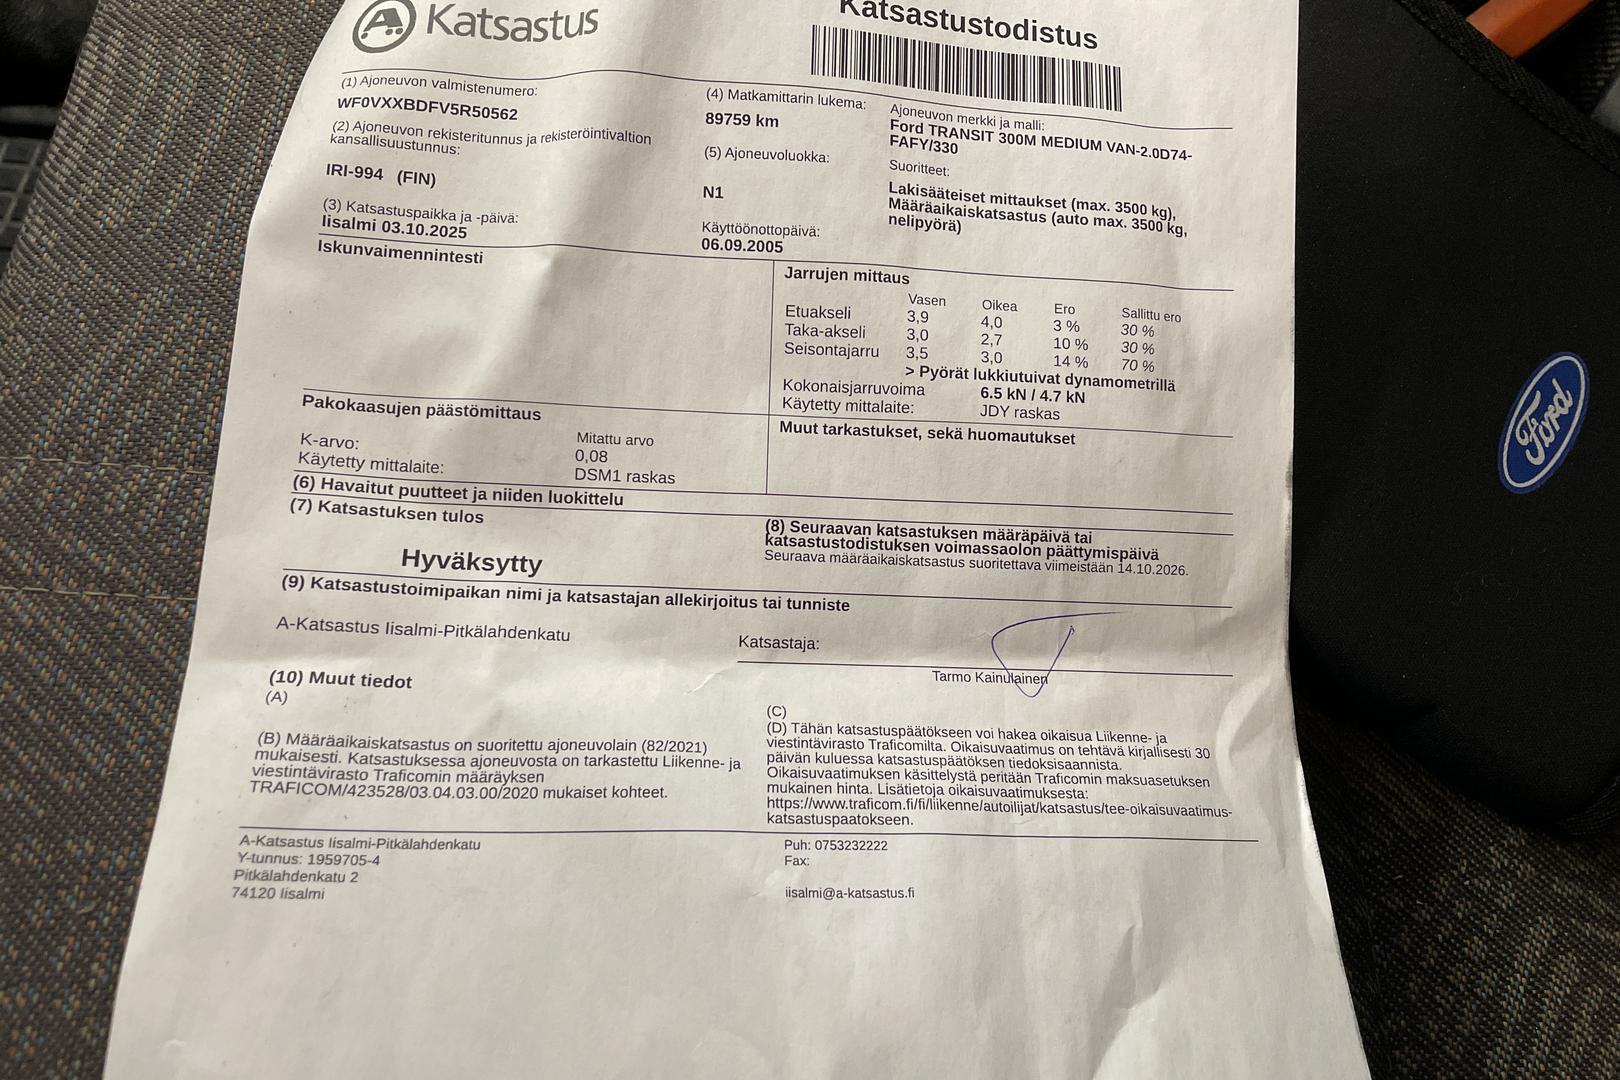 A Katsastus
Katsastustodistus
(1) Ajoneuvon valmistenumero:
WF0VXXBDFV5R50562
(2) Ajoneuvon rekisteritunnus ja rekisteröintivaltion
kansallisuustunnus:
IRI-994 (FIN)
(3) Katsastuspaikka ja -päivä:
Iisalmi 03.10.2025
(4) Matkamittarin lukema:
89759 km
(5) Ajoneuvoluokka:
N1
Käyttöönottopäivä:
06.09.2005
Ajoneuvon merkki ja malli:
Ford TRANSIT 300M MEDIUM VAN-2.0D74-
FAFY/330
Suoritteet:
Lakisääteiset mittaukset (max. 3500 kg),
Määräaikaiskatsastus (auto max. 3500 kg,
nelipyörä)
Iskunvaimennintesti
Jarrujen mittaus
Vasen Oikea Ero Sallittu ero
Etuakseli 3,9 4,0 3 % 30 %
Taka-akseli 3,0 2,7 10 % 30 %
Seisontajarru 3,5 3,0 14 % 70 %
> Pyörät lukkiutuivat dynamometrillä
Kokonaisjarruvoima 6.5 kN / 4.7 kN
Käytetty mittalaite: JDY raskas
Pakokaasujen päästömittaus
Mitattu arvo
K-arvo: 0,08
Käytetty mittalaite: DSM1 raskas
Muut tarkastukset, sekä huomautukset
(6) Havaitut puutteet ja niiden luokittelu
(7) Katsastuksen tulos
Hyväksytty
(8) Seuraavan katsastuksen määräpäivä tai
katsastustodistuksen voimassaolon päättymispäivä
Seuraava määräaikaiskatsastus suoritettava viimeistään 14.10.2026.
(9) Katsastustoimipaikan nimi ja katsastajan allekirjoitus tai tunniste
A-Katsastus Iisalmi-Pitkälahdenkatu
Katsastaja:
Tarmo Kainulainen
(10) Muut tiedot
(A)
(B) Määräaikaiskatsastus on suoritettu ajoneuvolain (82/2021)
mukaisesti. Katsastuksessa ajoneuvosta on tarkastettu Liikenne- ja
viestintävirasto Traficomin määräyksen
TRAFICOM/423528/03.04.03.00/2020 mukaiset kohteet.
(C)
(D) Tähän katsastuspäätökseen voi hakea oikaisua Liikenne- ja
viestintävirasto Traficomilta. Oikaisuvaatimus on tehtävä kirjallisesti 30
päivän kuluessa katsastuspäätöksen tiedoksisaannista.
Oikaisuvaatimuksen käsittelystä peritään Traficomin maksuasetuksen
mukainen hinta. Lisätietoja oikaisuvaatimuksesta:
https://www.traficom.fi/fi/liikenne/autoilijat/katsastus/tee-oikaisuvaatimus-
katsastuspaatokseen.
A-Katsastus Iisalmi-Pitkälahdenkatu
Y-tunnus: 1959705-4
Pitkälahdenkatu 2
74120 Iisalmi
Puh: 0753232222
Fax:
iisalmi@a-katsastus.fi
Ford